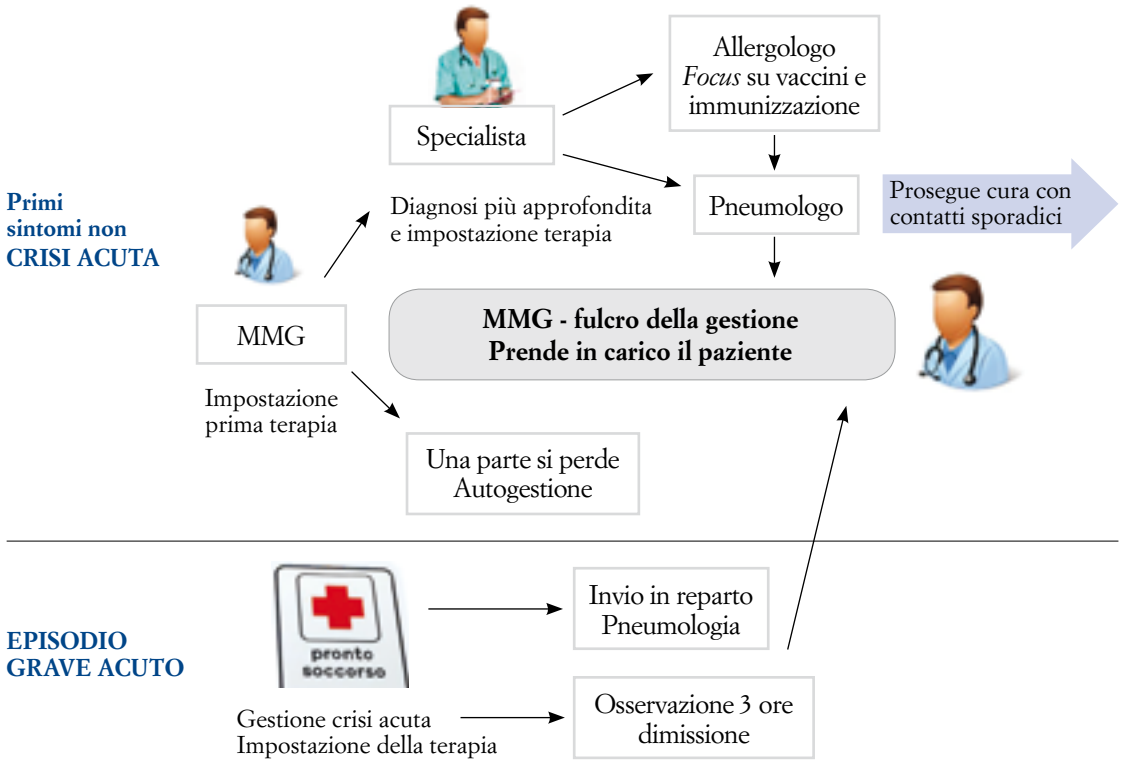 Primi
sintomi non
CRISI ACUTA
MMG
Impostazione
prima terapia
Specialista
Diagnosi più approfondita
e impostazione terapia
Allergologo
Focus su vaccini e
immunizzazione
Pneumologo
Prosegue cura con
contatti sporadici
MMG - fulcro della gestione
Prende in carico il paziente
Una parte si perde
Autogestione
EPISODIO
GRAVE ACUTO
pronto
soccorso
Gestione crisi acuta
Impostazione della terapia
Invio in reparto
Pneumologia
Osservazione 3 ore
dimissione